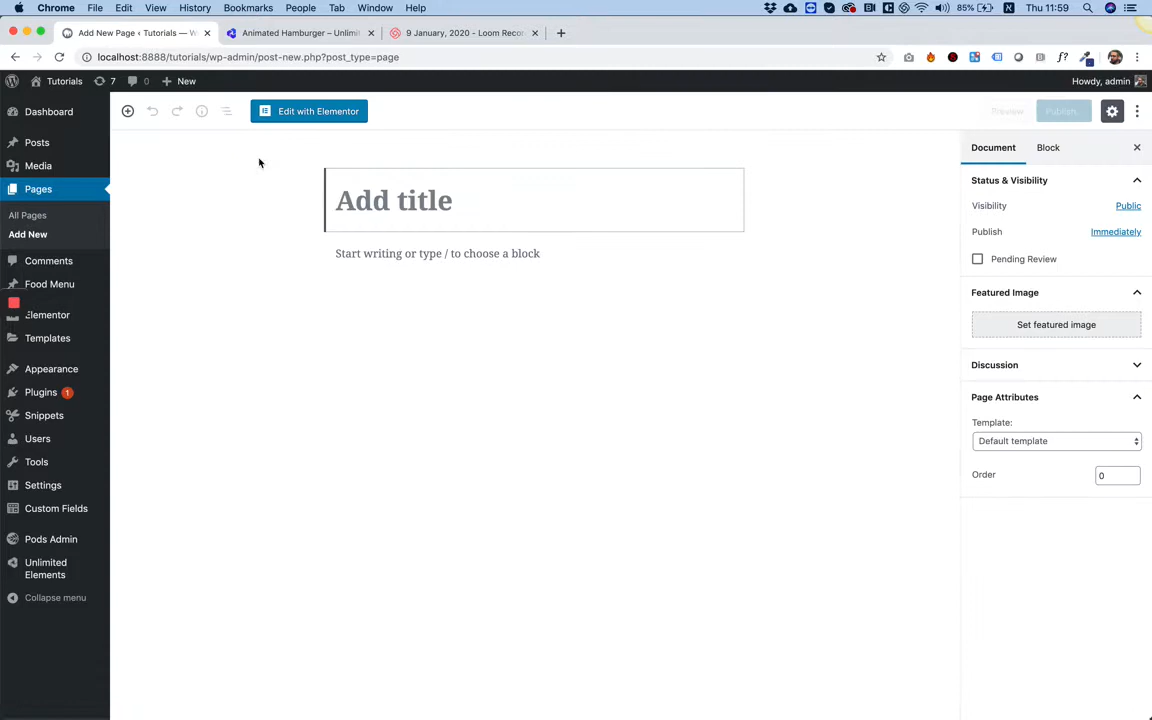 Chrome File Edit View History Bookmarks People Tab Window Help 85% Thu 11:59
Add New Page ‹ Tutorials — W Animated Hamburger – Unlimit 9 January, 2020 - Loom Recor
localhost:8888/tutorials/wp-admin/post-new.php?post_type=page f?
Tutorials 7 0 New Howdy, admin
Dashboard
Posts
Media
Pages
All Pages
Add New
Comments
Food Menu
Elementor
Templates
Appearance
Plugins 1
Snippets
Users
Tools
Settings
Custom Fields
Pods Admin
Unlimited
Elements
Collapse menu
Edit with Elementor Preview Publish...
Add title
Start writing or type / to choose a block
Document Block
Status & Visibility
Visibility Public
Publish Immediately
Pending Review
Featured Image
Set featured image
Discussion
Page Attributes
Template:
Default template
Order 0